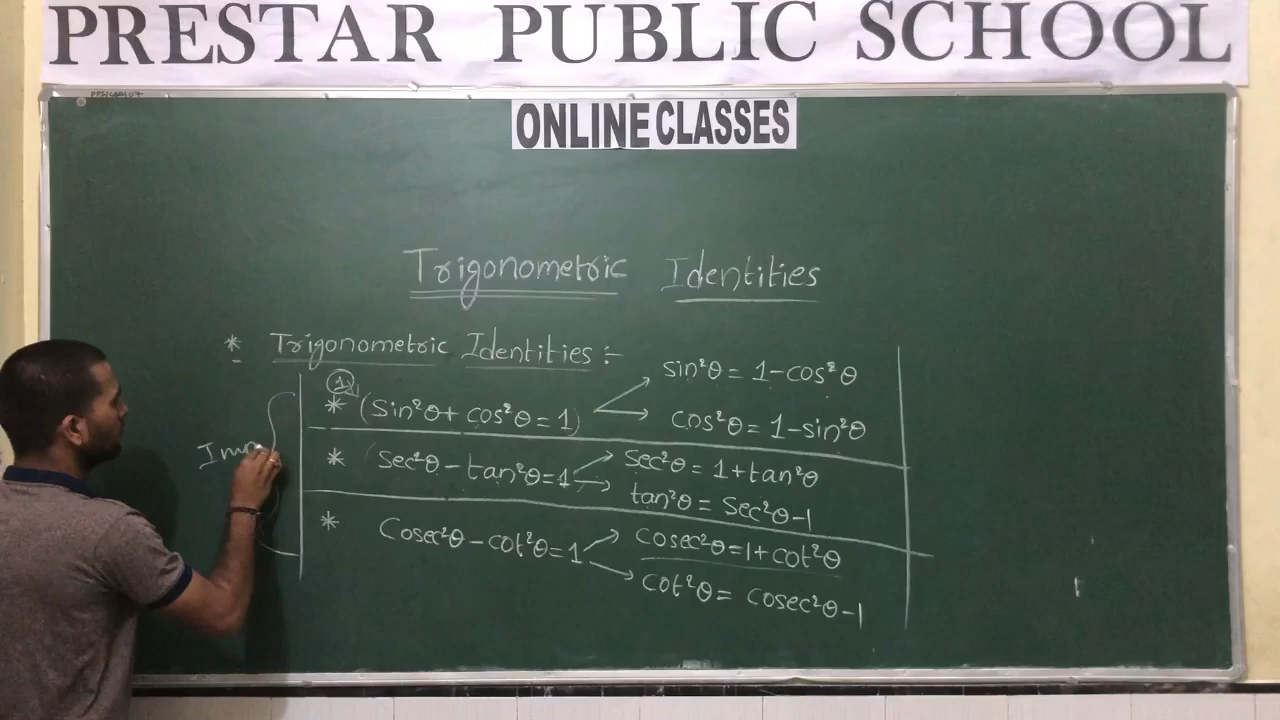 PRESTAR PUBLIC SCHOOL
ONLINE CLASSES
Trigonometric Identities
* Trigonometric Identities :-
* (Sin²θ + cos²θ = 1)
sin²θ = 1 - cos²θ
cos²θ = 1 - sin²θ
* Sec²θ - tan²θ = 1
Sec²θ = 1 + tan²θ
tan²θ = Sec²θ - 1
* Cosec²θ - cot²θ = 1
Cosec²θ = 1 + cot²θ
cot²θ = cosec²θ - 1